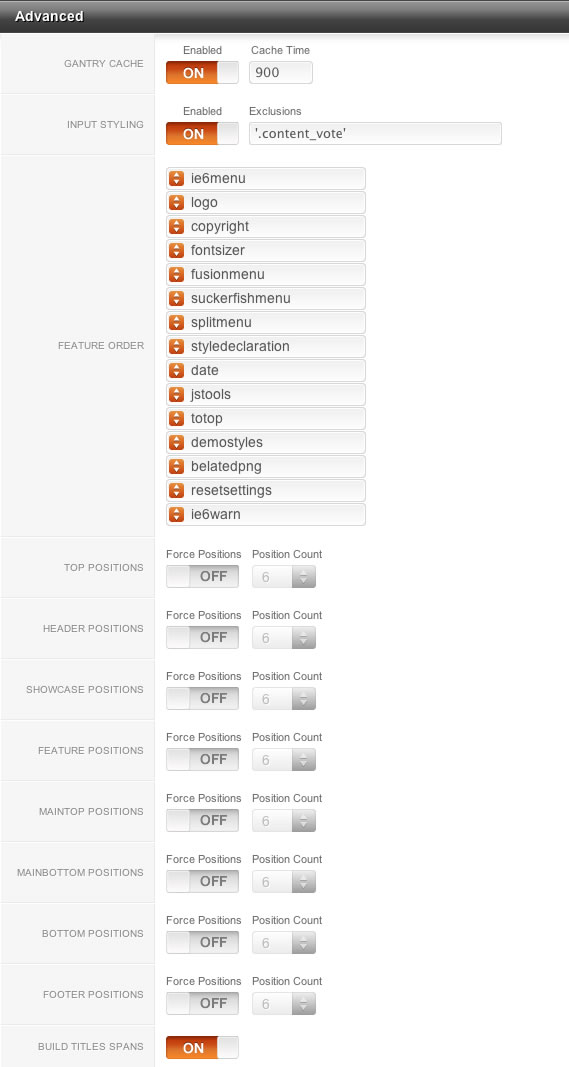 Advanced
GANTRY CACHE
Enabled Cache Time
ON 900
INPUT STYLING
Enabled Exclusions
ON '.content_vote'
FEATURE ORDER
ie6menu
logo
copyright
fontsizer
fusionmenu
suckerfishmenu
splitmenu
styledeclaration
date
jstools
totop
demostyles
belatedpng
resetsettings
ie6warn
TOP POSITIONS
Force Positions Position Count
OFF 6
HEADER POSITIONS
Force Positions Position Count
OFF 6
SHOWCASE POSITIONS
Force Positions Position Count
OFF 6
FEATURE POSITIONS
Force Positions Position Count
OFF 6
MAINTOP POSITIONS
Force Positions Position Count
OFF 6
MAINBOTTOM POSITIONS
Force Positions Position Count
OFF 6
BOTTOM POSITIONS
Force Positions Position Count
OFF 6
FOOTER POSITIONS
Force Positions Position Count
OFF 6
BUILD TITLES SPANS
ON